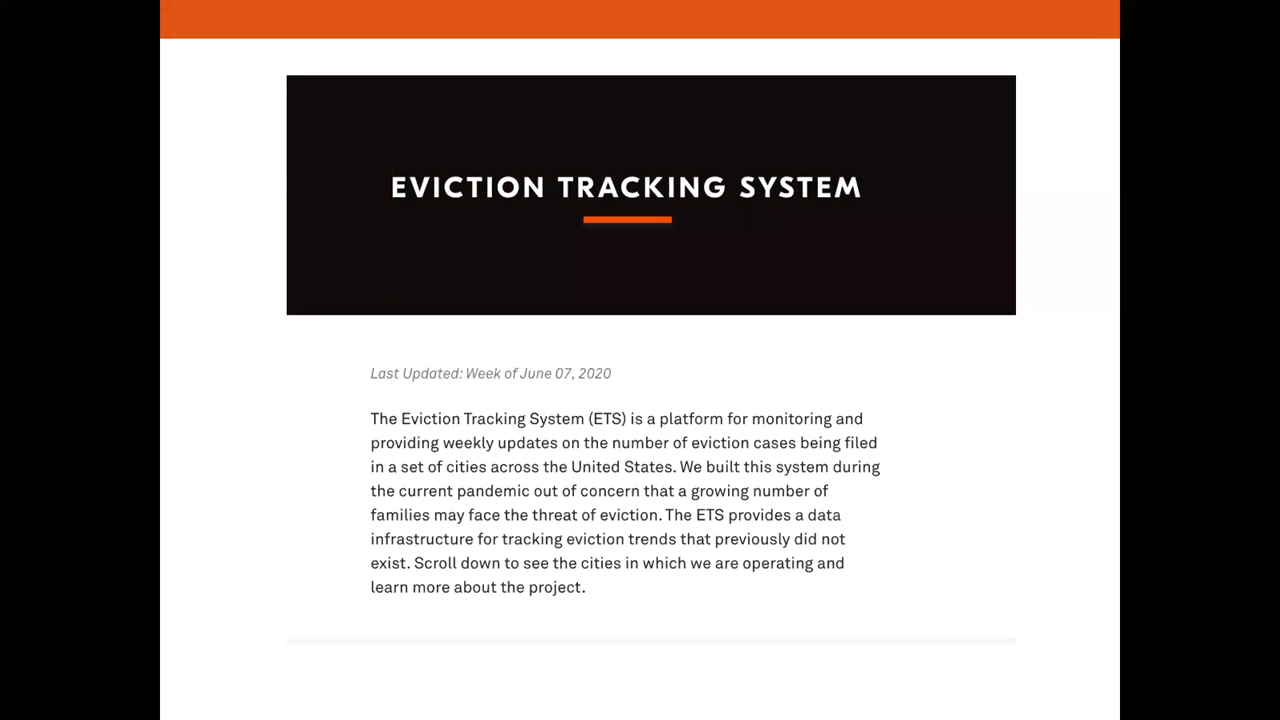 EVICTION TRACKING SYSTEM
Last Updated: Week of June 07, 2020
The Eviction Tracking System (ETS) is a platform for monitoring and
providing weekly updates on the number of eviction cases being filed
in a set of cities across the United States. We built this system during
the current pandemic out of concern that a growing number of
families may face the threat of eviction. The ETS provides a data
infrastructure for tracking eviction trends that previously did not
exist. Scroll down to see the cities in which we are operating and
learn more about the project.